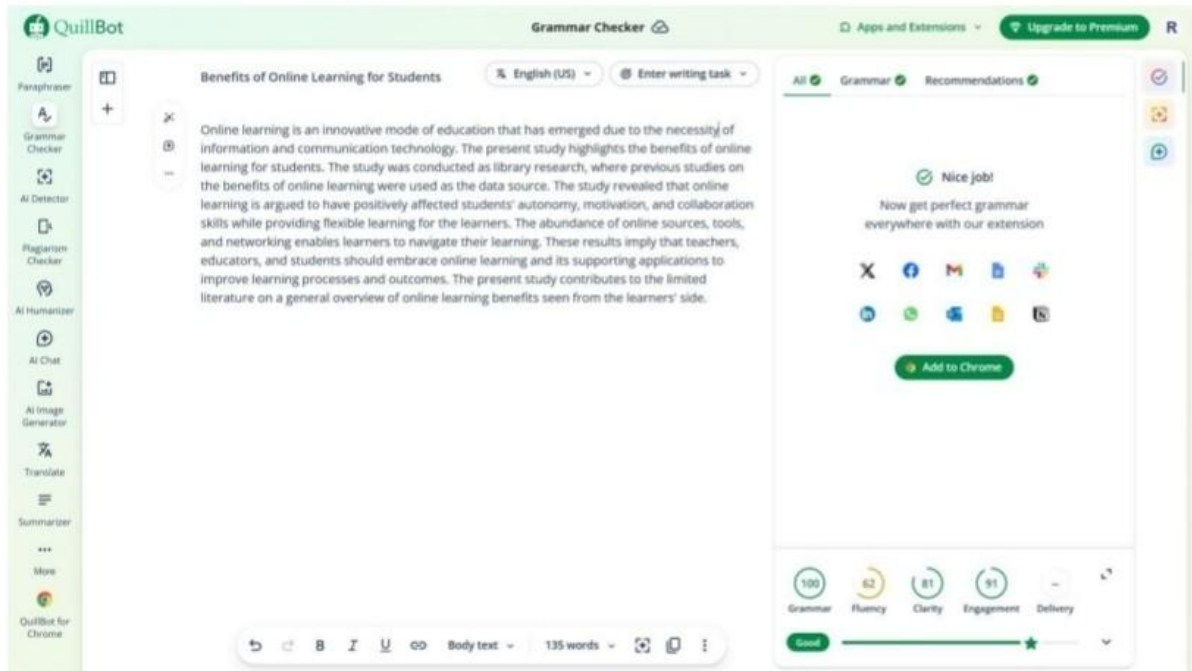 QuillBot
Grammar Checker
Apps and Extensions
Upgrade to Premium
R
Paraphraser
Grammar
Checker
AI Detector
Plagiarism
Checker
AI Humanizer
AI Chat
AI Image
Generator
Translate
Summarizer
More
QuillBot for
Chrome
Benefits of Online Learning for Students
English (US)
Enter writing task
Online learning is an innovative mode of education that has emerged due to the necessity of
information and communication technology. The present study highlights the benefits of online
learning for students. The study was conducted as library research, where previous studies on
the benefits of online learning were used as the data source. The study revealed that online
learning is argued to have positively affected students' autonomy, motivation, and collaboration
skills while providing flexible learning for the learners. The abundance of online sources, tools,
and networking enables learners to navigate their learning. These results imply that teachers,
educators, and students should embrace online learning and its supporting applications to
improve learning processes and outcomes. The present study contributes to the limited
literature on a general overview of online learning benefits seen from the learners' side.
B I U Body text 135 words
All Grammar Recommendations
Nice job!
Now get perfect grammar
everywhere with our extension
Add to Chrome
100 62 81 91 –
Grammar Fluency Clarity Engagement Delivery
Good